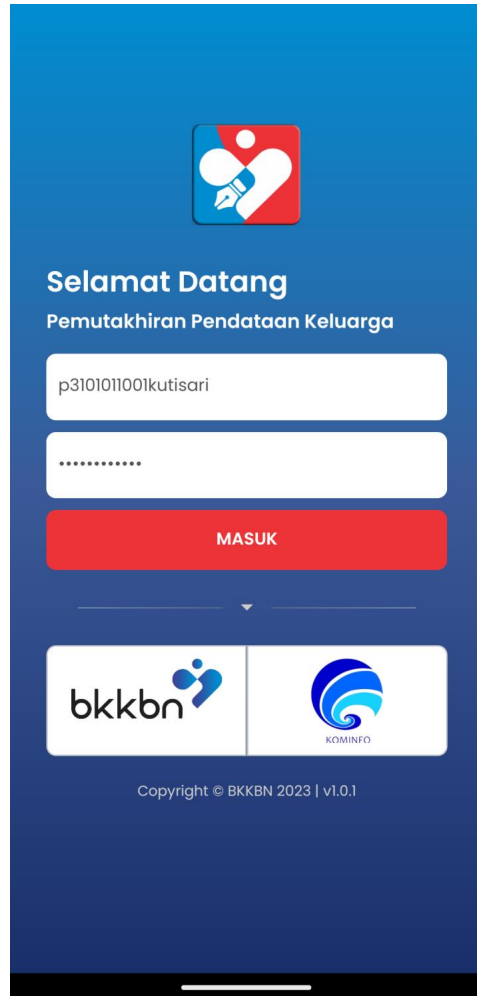 Selamat Datang
Pemutakhiran Pendataan Keluarga
p3101011001kutisari
••••••••••••
MASUK
bkkbn
KOMINFO
Copyright © BKKBN 2023 | v1.0.1